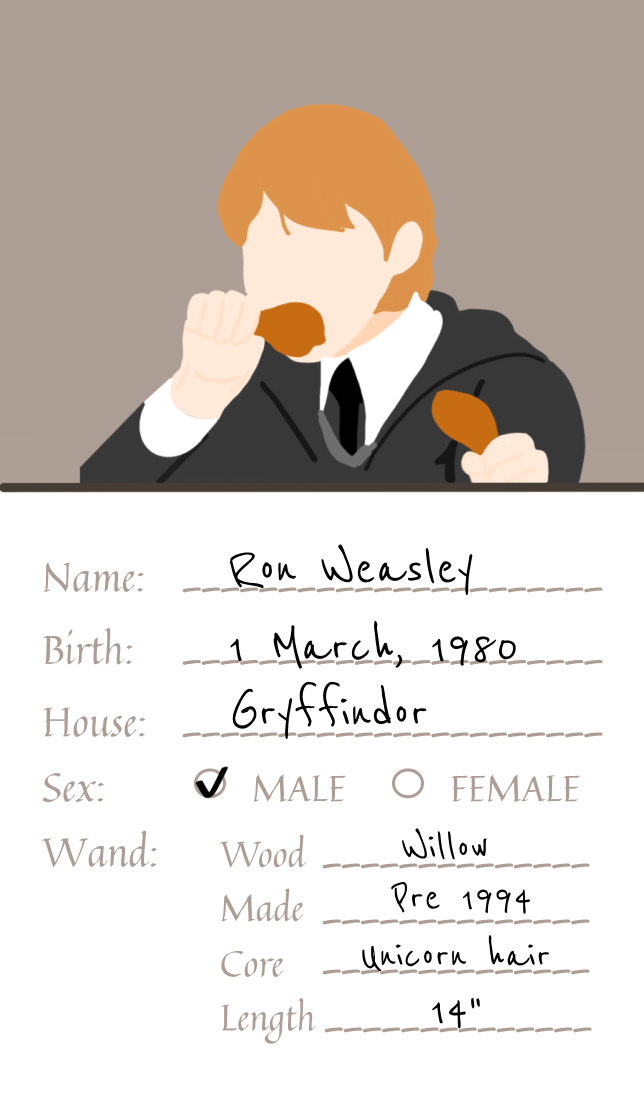 Name: Ron Weasley
Birth: 1 March, 1980
House: Gryffindor
Sex: MALE FEMALE
Wand: Wood Willow
Made Pre 1994
Core Unicorn hair
Length 14"